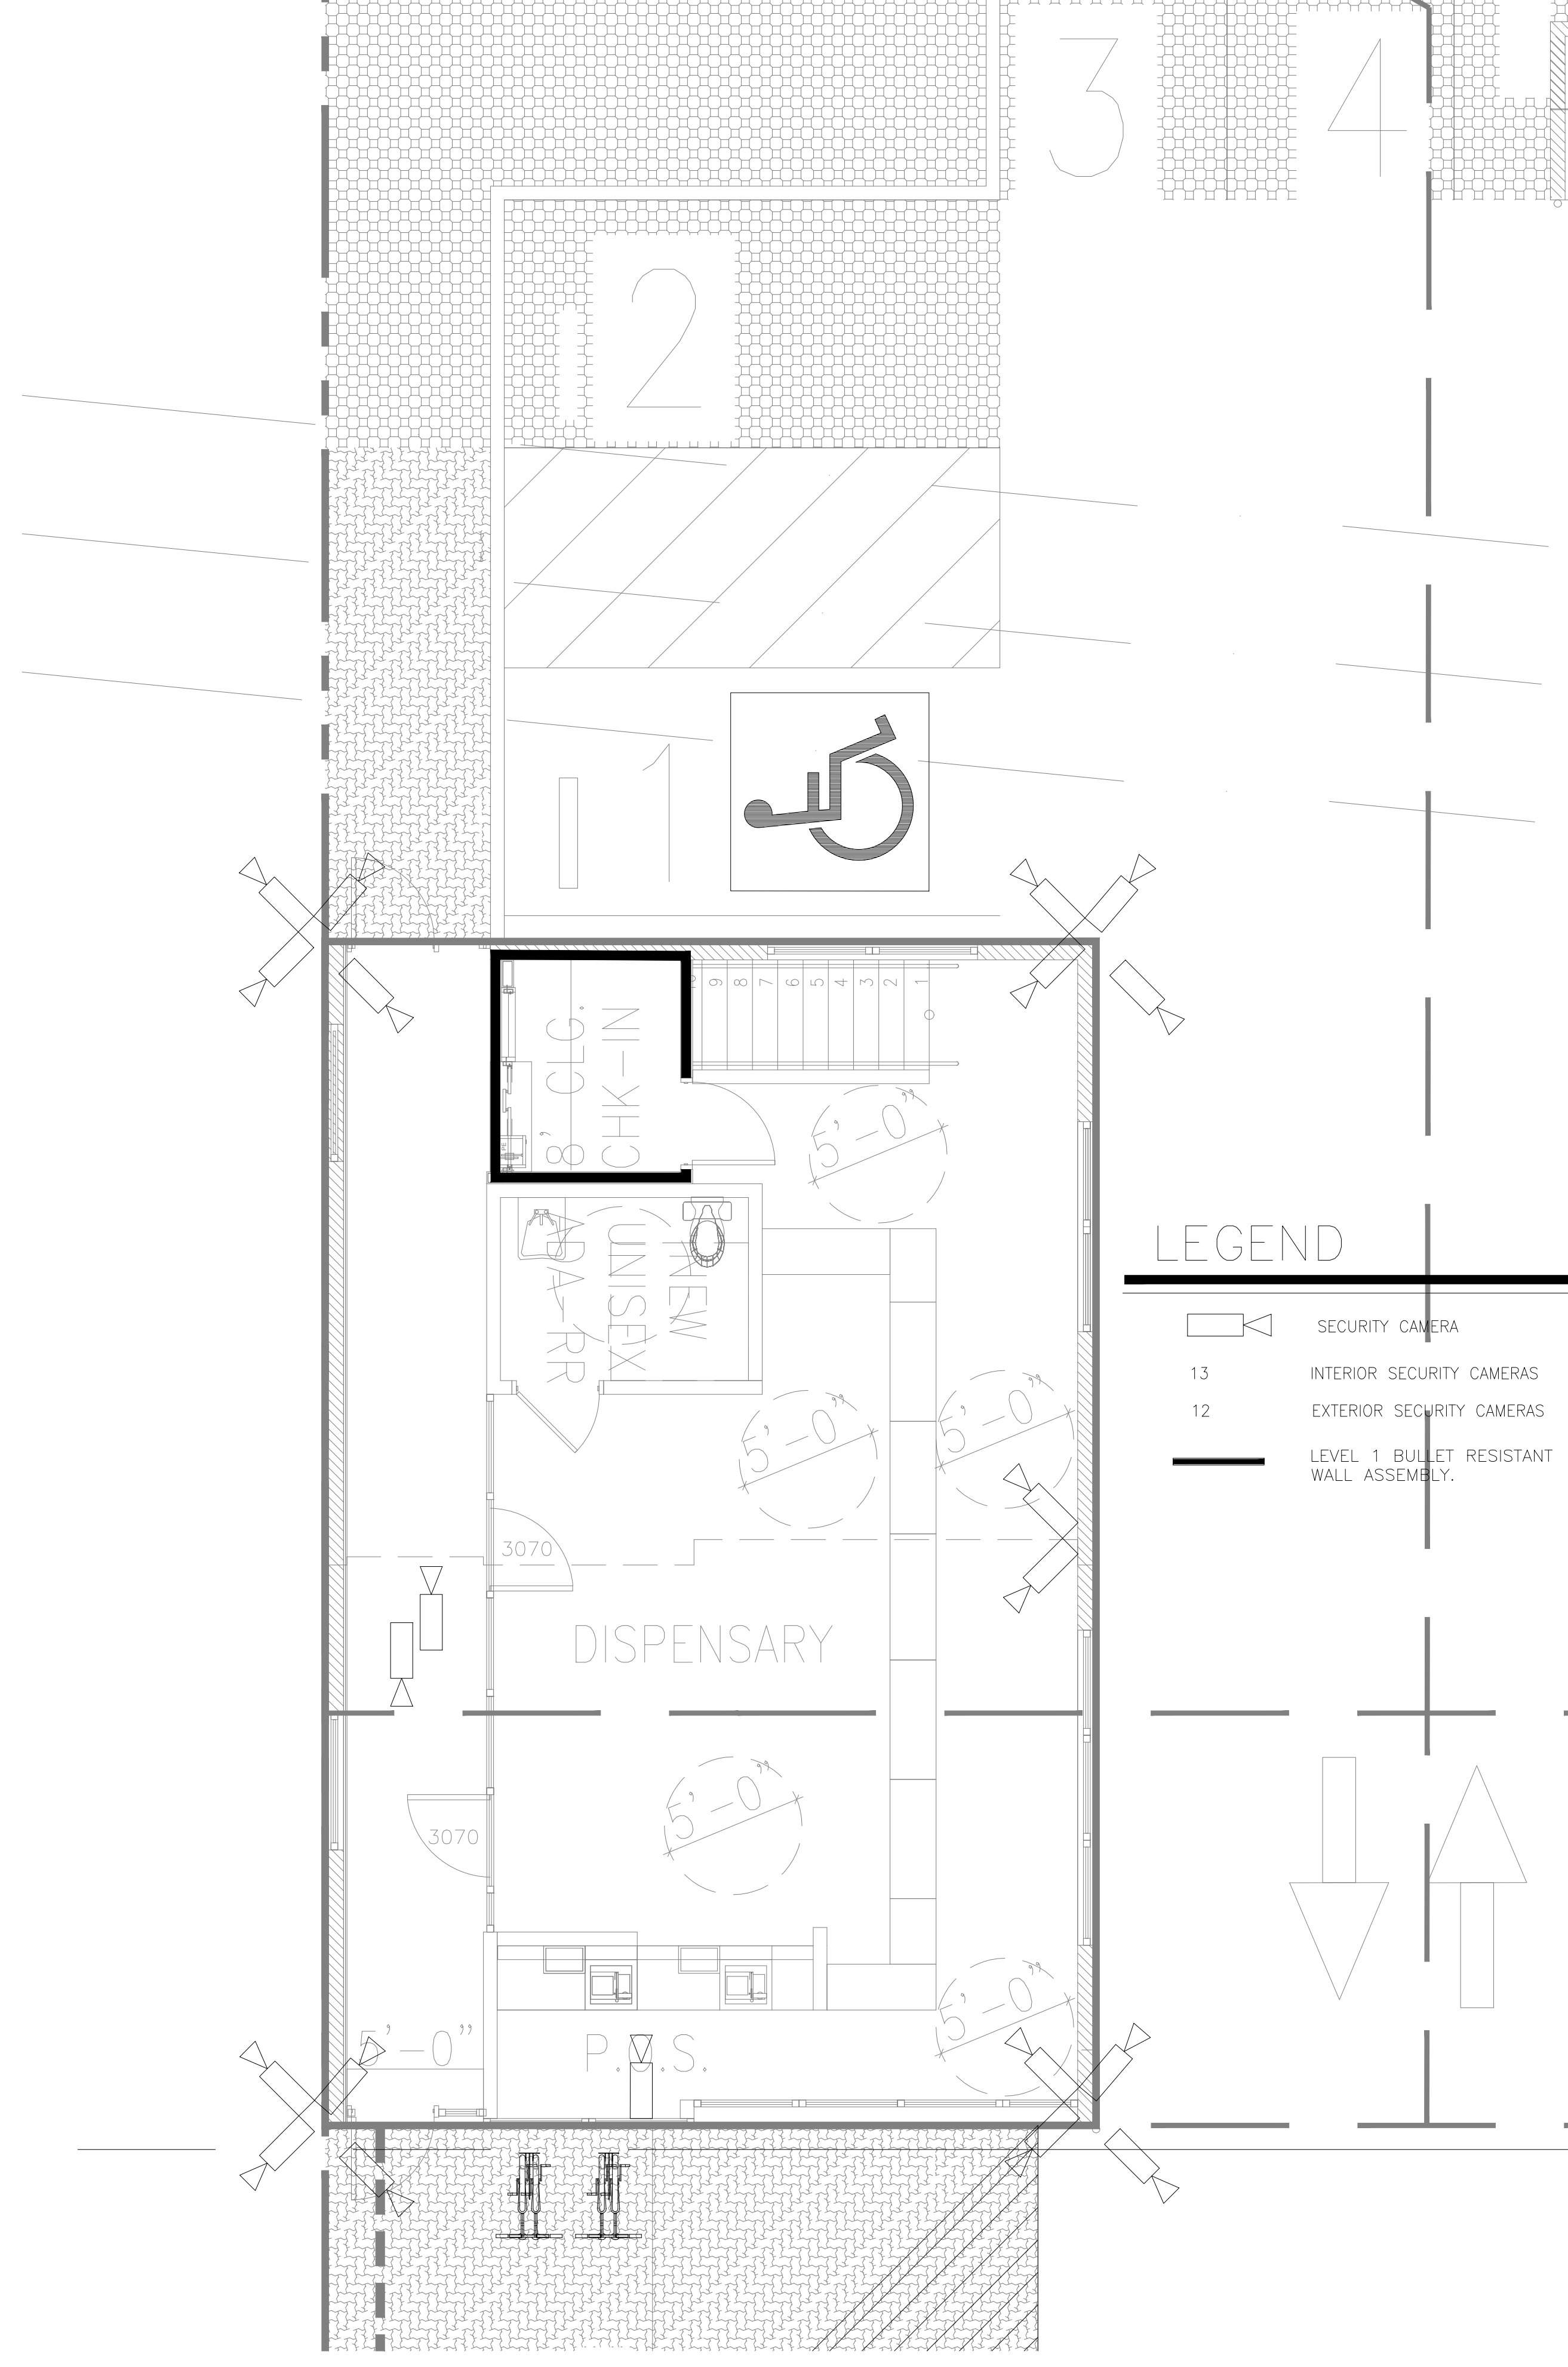 3
4
2
1
9
8
7
6
5
4
3
2
1
8' CLG.
CHK-IN
5'-0"
NEW
UNISEX
ADA-RR
LEGEND
SECURITY CAMERA
13 INTERIOR SECURITY CAMERAS
12 EXTERIOR SECURITY CAMERAS
LEVEL 1 BULLET RESISTANT
WALL ASSEMBLY.
5'-0"
5'-0"
3070
DISPENSARY
5'-0"
3070
5'-0"
5'-0"
P.O.S.